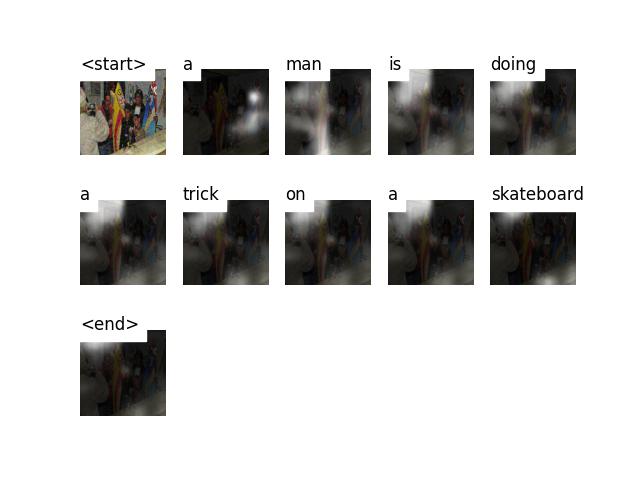 <start> a man is doing
a trick on a skateboard
<end>